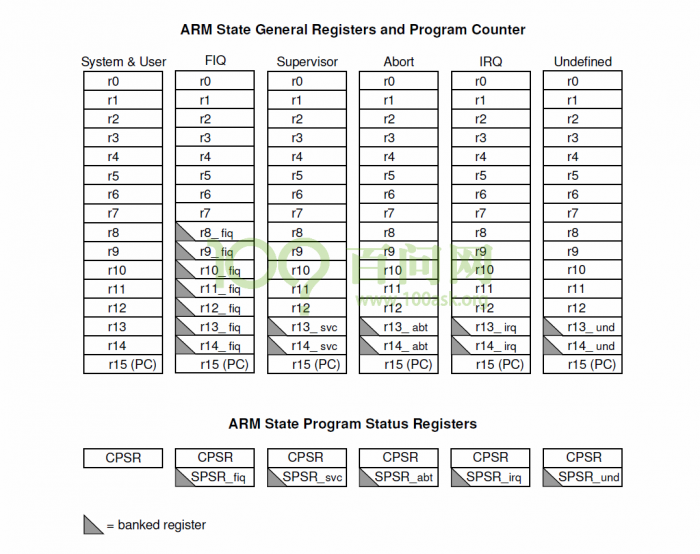 ARM State General Registers and Program Counter
System & User FIQ Supervisor Abort IRQ Undefined
r0 r0 r0 r0 r0 r0
r1 r1 r1 r1 r1 r1
r2 r2 r2 r2 r2 r2
r3 r3 r3 r3 r3 r3
r4 r4 r4 r4 r4 r4
r5 r5 r5 r5 r5 r5
r6 r6 r6 r6 r6 r6
r7 r7 r7 r7 r7 r7
r8 r8_fiq r8 r8 r8 r8
r9 r9_fiq r9 r9 r9 r9
r10 r10_fiq r10 r10 r10 r10
r11 r11_fiq r11 r11 r11 r11
r12 r12_fiq r12 r12 r12 r12
r13 r13_fiq r13_svc r13_abt r13_irq r13_und
r14 r14_fiq r14_svc r14_abt r14_irq r14_und
r15 (PC) r15 (PC) r15 (PC) r15 (PC) r15 (PC) r15 (PC)
100 百问网
www.100ask.org
ARM State Program Status Registers
CPSR CPSR CPSR CPSR CPSR CPSR
SPSR_fiq SPSR_svc SPSR_abt SPSR_irq SPSR_und
= banked register